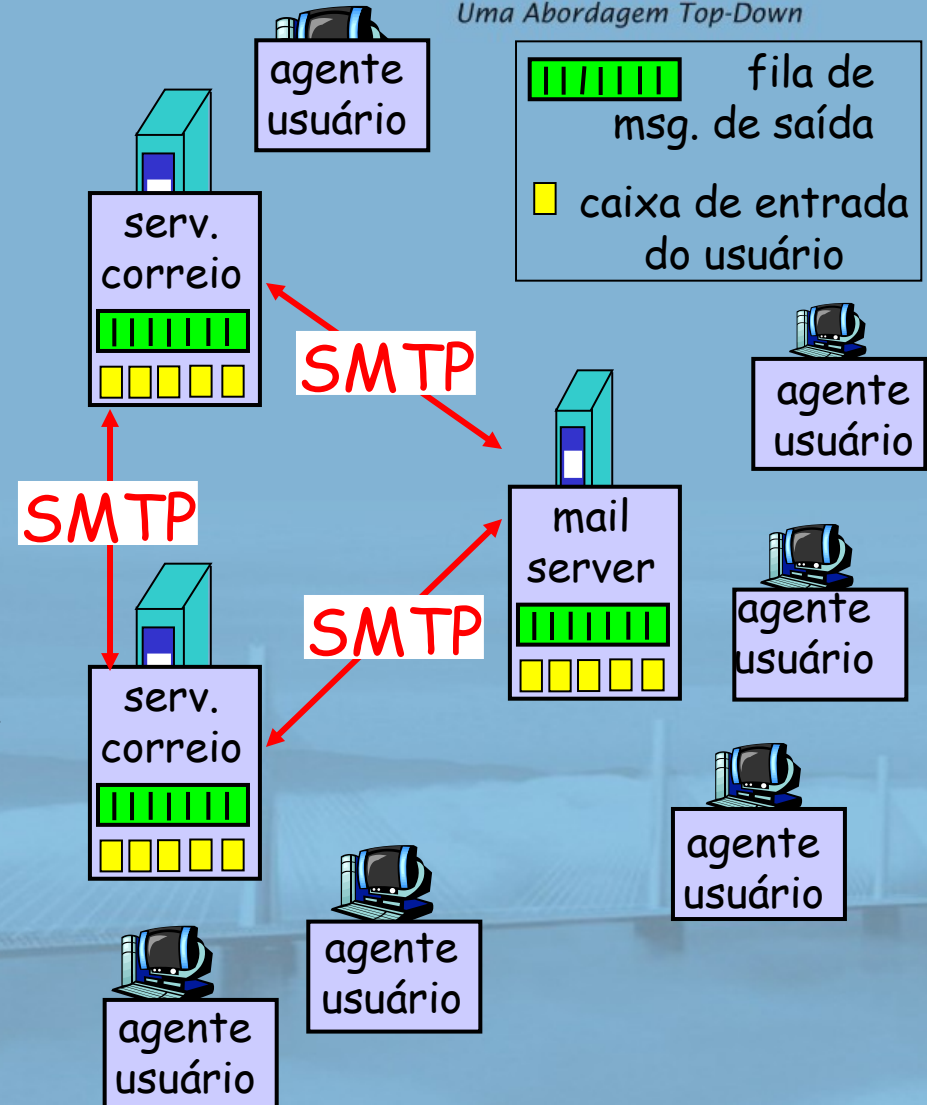 Uma Abordagem Top-Down
agente
usuário
fila de
msg. de saída
caixa de entrada
do usuário
serv.
correio
SMTP
agente
usuário
SMTP
mail
server
agente
usuário
SMTP
serv.
correio
agente
usuário
agente
usuário
agente
usuário